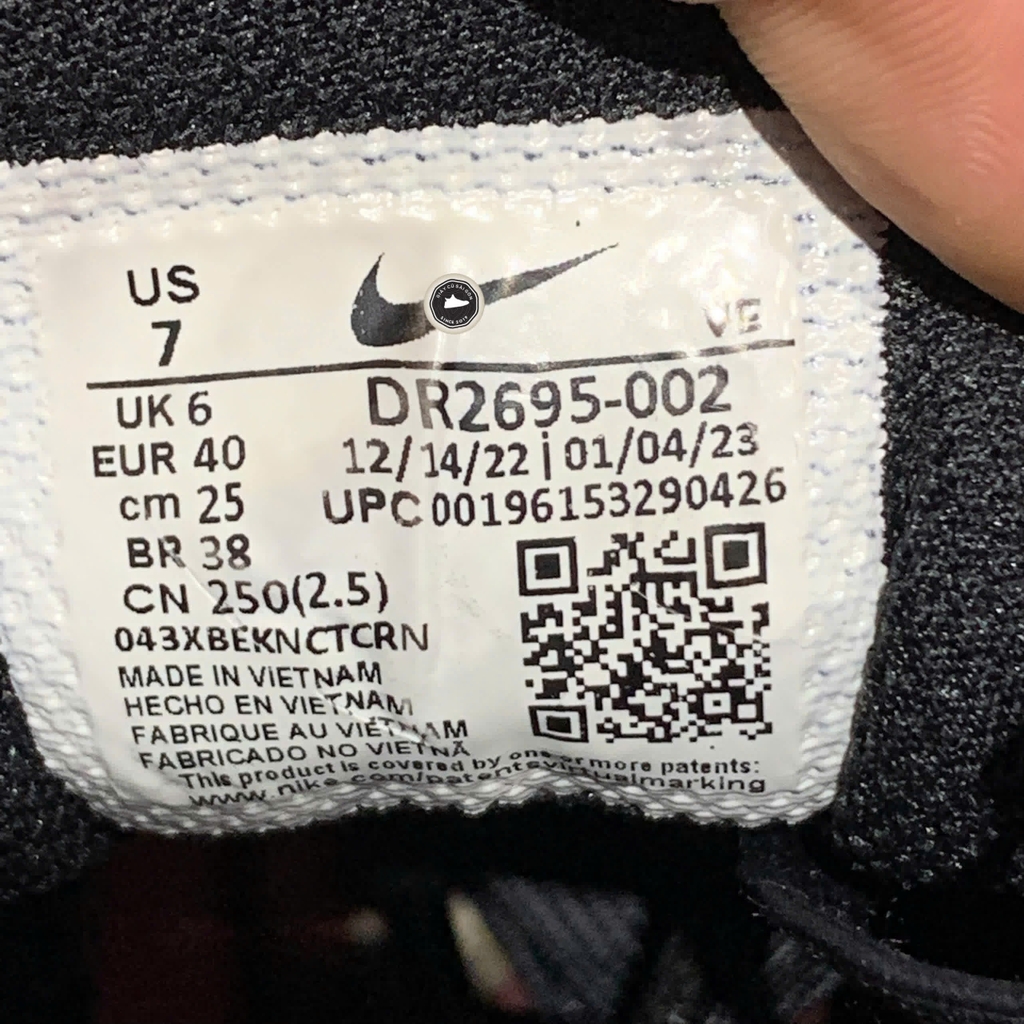 US
7
VE
UK 6
EUR 40
cm 25
BR 38
CN 250(2.5)
DR2695-002
12/14/22 | 01/04/23
UPC 00196153290426
043XBEKNCTCRN
MADE IN VIETNAM
HECHO EN VIETNAM
FABRIQUE AU VIETNAM
FABRICADO NO VIETNÃ
This product is covered by one or more patents:
www.nike.com/patentsvirtualmarking
SINCE 2019